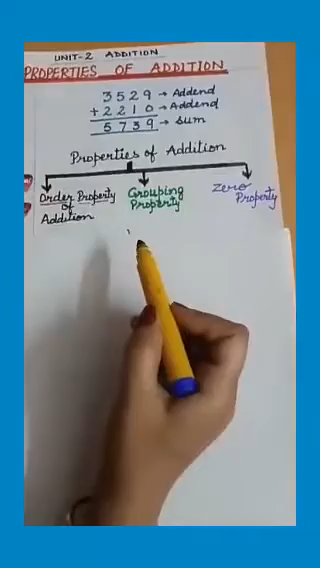 UNIT-2 ADDITION
PROPERTIES OF ADDITION
3529 → Addend
+ 2210 → Addend
5739 → Sum
Properties of Addition
Order Property of Addition
Grouping Property
Zero Property